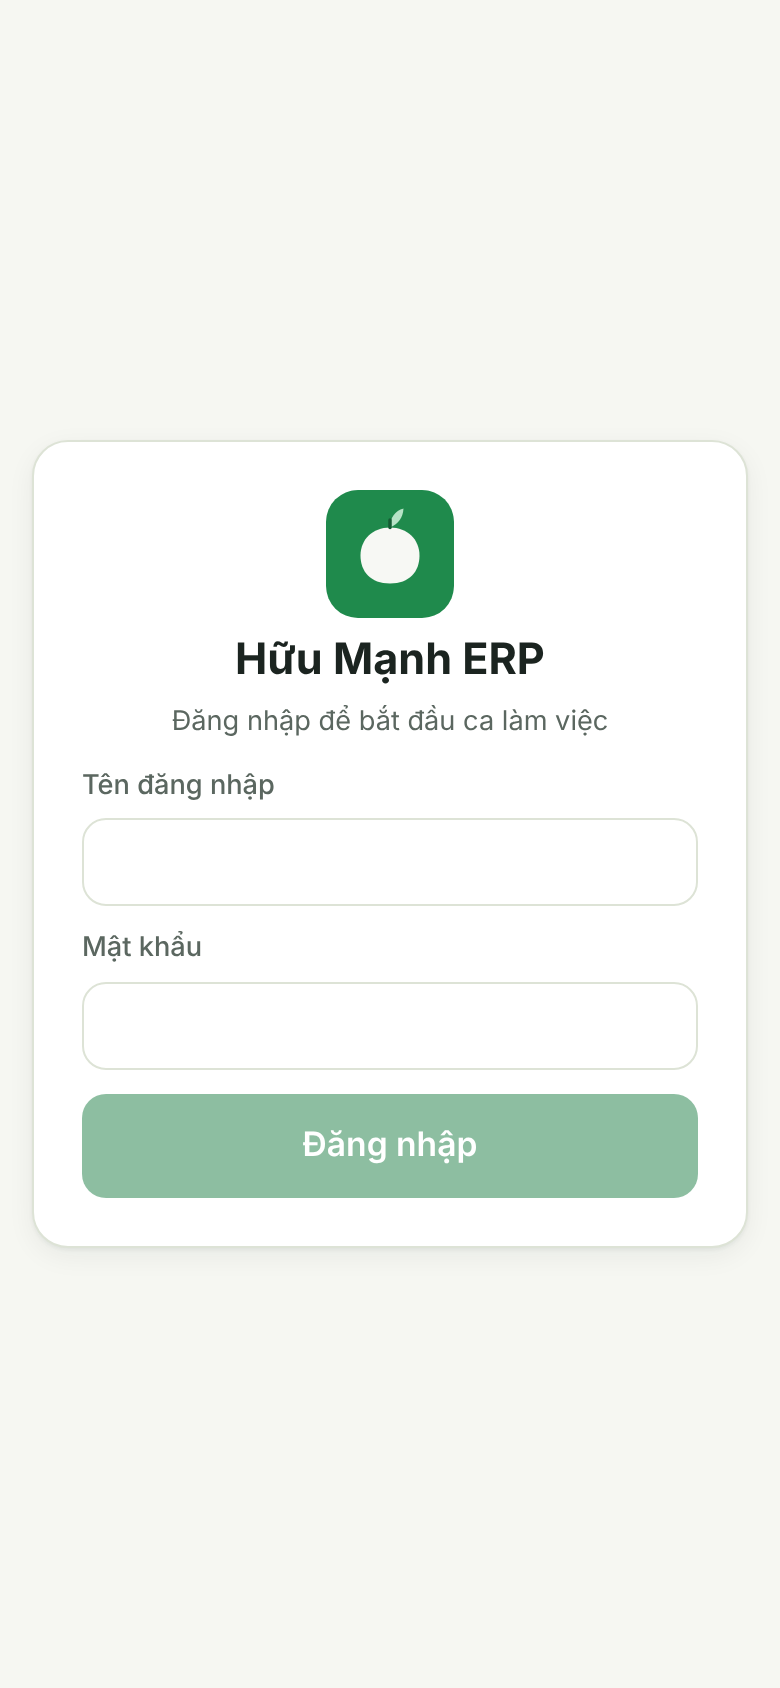 Hữu Mạnh ERP
Đăng nhập để bắt đầu ca làm việc
Tên đăng nhập
Mật khẩu
Đăng nhập